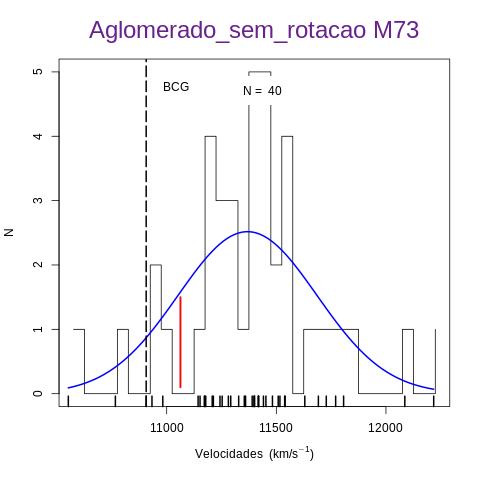 Aglomerado_sem_rotacao M73
BCG
N = 40
N
5
4
3
2
1
0
11000 11500 12000
Velocidades (km/s⁻¹)